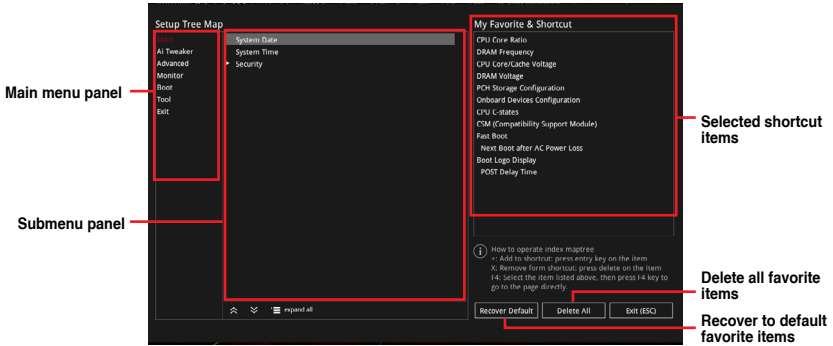 Setup Tree Map
My Favorite & Shortcut
Main
Ai Tweaker
Advanced
Monitor
Boot
Tool
Exit
System Date
System Time
Security
CPU Core Ratio
DRAM Frequency
CPU Core/Cache Voltage
DRAM Voltage
PCH Storage Configuration
Onboard Devices Configuration
CPU C-states
CSM (Compatibility Support Module)
Fast Boot
Next Boot after AC Power Loss
Boot Logo Display
POST Delay Time
Main menu panel
Submenu panel
Selected shortcut
items
How to operate index maptree
+: Add to shortcut: press entry key on the item
X: Remove form shortcut: press delete on the item
F4: Select the item listed above, then press F4 key to
go to the page directly.
expand all
Recover Default
Delete All
Exit (ESC)
Delete all favorite
items
Recover to default
favorite items